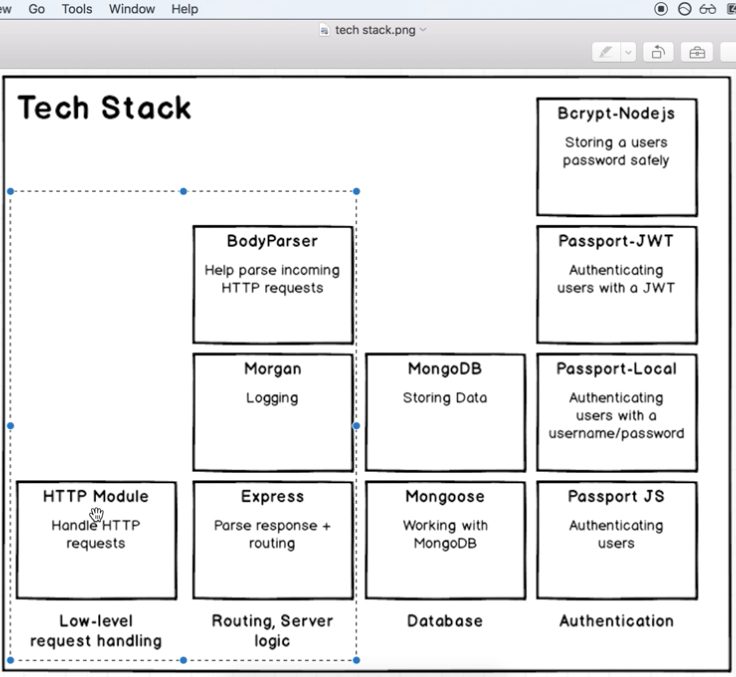 Go Tools Window Help
tech stack.png
Tech Stack
Bcrypt-Nodejs
Storing a users
password safely
BodyParser
Help parse incoming
HTTP requests
Passport-JWT
Authenticating
users with a JWT
Morgan
Logging
MongoDB
Storing Data
Passport-Local
Authenticating
users with a
username/password
HTTP Module
Handle HTTP
requests
Express
Parse response +
routing
Mongoose
Working with
MongoDB
Passport JS
Authenticating
users
Low-level
request handling
Routing, Server
logic
Database
Authentication